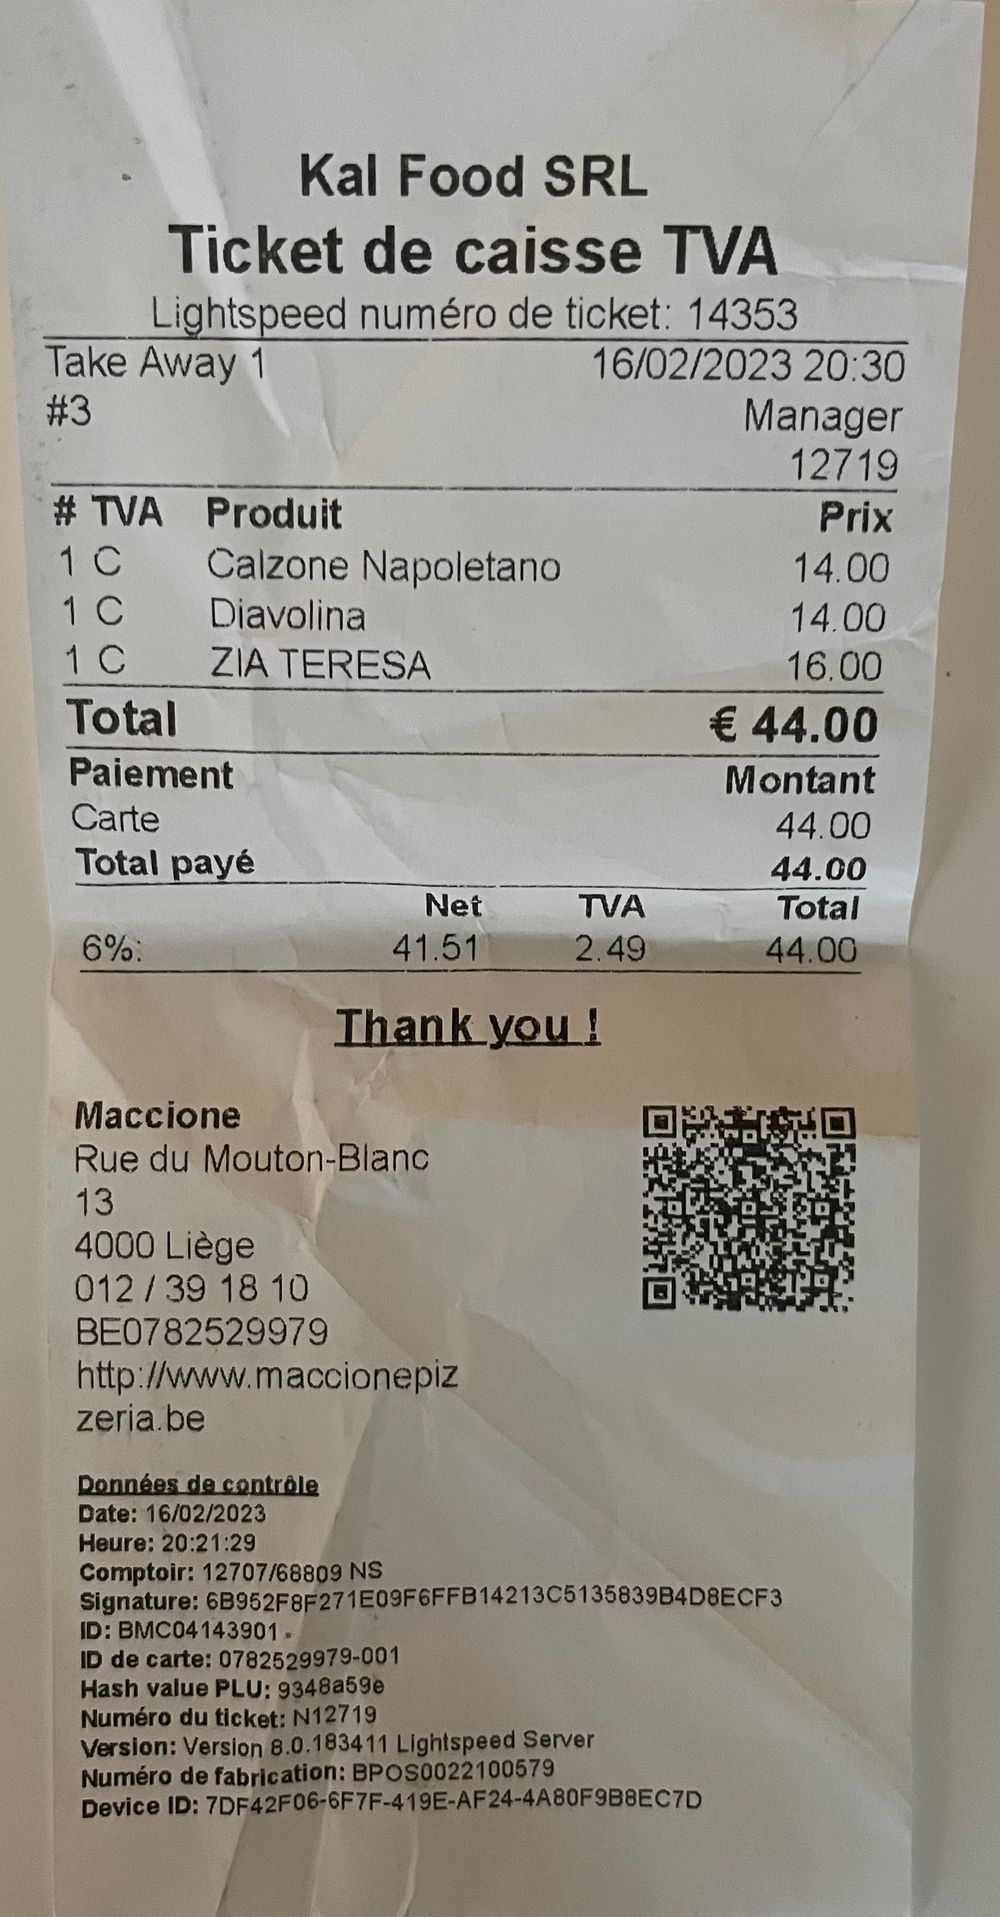 Kal Food SRL
Ticket de caisse TVA
Lightspeed numéro de ticket: 14353
Take Away 1 16/02/2023 20:30
#3 Manager
12719
# TVA Produit Prix
1 C Calzone Napoletano 14.00
1 C Diavolina 14.00
1 C ZIA TERESA 16.00
Total € 44.00
Paiement Montant
Carte 44.00
Total payé 44.00
Net TVA Total
6%: 41.51 2.49 44.00
Thank you !
Maccione
Rue du Mouton-Blanc
13
4000 Liège
012 / 39 18 10
BE0782529979
http://www.maccionepiz
zeria.be
Données de contrôle
Date: 16/02/2023
Heure: 20:21:29
Comptoir: 12707/68809 NS
Signature: 6B952F8F271E09F6FFB14213C5135839B4D8ECF3
ID: BMC04143901
ID de carte: 0782529979-001
Hash value PLU: 9348a59e
Numéro du ticket: N12719
Version: Version 8.0.183411 Lightspeed Server
Numéro de fabrication: BPOS0022100579
Device ID: 7DF42F06-6F7F-419E-AF24-4A80F9B8EC7D